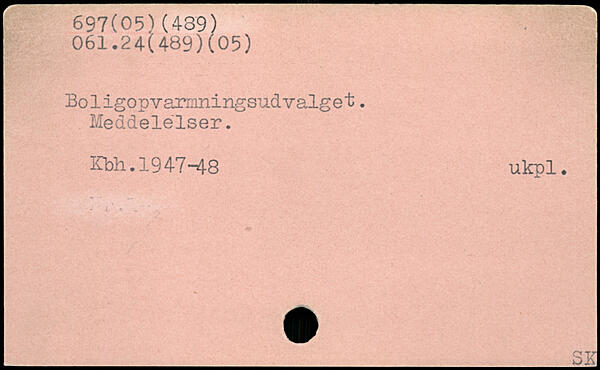 697(05)(489)
061.24(489)(05)
Boligopvarmningsudvalget.
Meddelelser.
Kbh.1947-48 ukpl.
SK